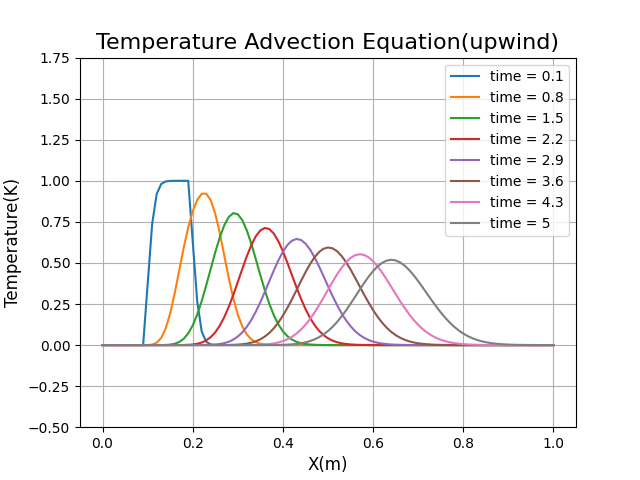 Temperature Advection Equation(upwind)
1.75
1.50
1.25
1.00
0.75
0.50
0.25
0.00
−0.25
−0.50
Temperature(K)
time = 0.1
time = 0.8
time = 1.5
time = 2.2
time = 2.9
time = 3.6
time = 4.3
time = 5
0.0 0.2 0.4 0.6 0.8 1.0
X(m)